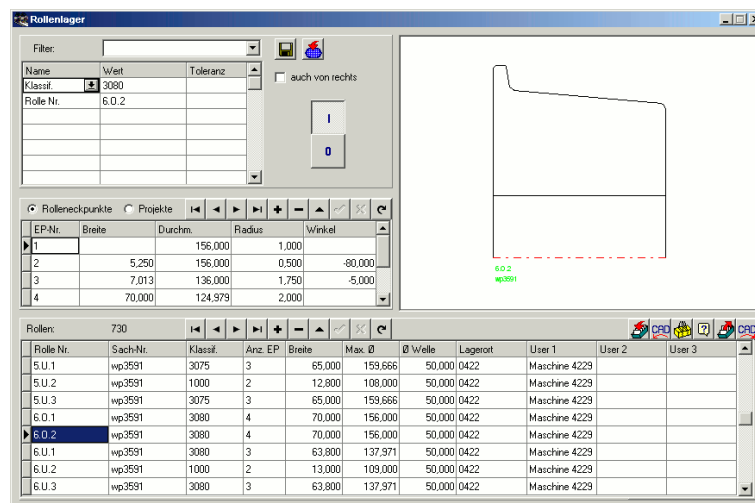 Rollenlager
Filter:
Name Wert Toleranz
Klassif. 3080
Rolle Nr. 6.O.2
auch von rechts
I
0
6.O.2
wp3591
Rolleneckpunkte Projekte
EP-Nr. Breite Durchm. Radius Winkel
1 156,000 1,000
2 5,250 156,000 0,500 -80,000
3 7,013 136,000 1,750 -5,000
4 70,000 124,979 2,000
Rollen: 730
CAD ? CAD
Rolle Nr. Sach-Nr. Klassif. Anz. EP Breite Max. Ø Ø Welle Lagerort User 1 User 2 User 3
5.U.1 wp3591 3075 3 65,000 159,666 50,000 0422 Maschine 4229
5.U.2 wp3591 1000 2 12,800 108,000 50,000 0422 Maschine 4229
5.U.3 wp3591 3075 3 65,000 159,666 50,000 0422 Maschine 4229
6.O.1 wp3591 3080 4 70,000 156,000 50,000 0422 Maschine 4229
6.O.2 wp3591 3080 4 70,000 156,000 50,000 0422 Maschine 4229
6.U.1 wp3591 3080 3 63,800 137,971 50,000 0422 Maschine 4229
6.U.2 wp3591 1000 2 13,000 109,000 50,000 0422 Maschine 4229
6.U.3 wp3591 3080 3 63,800 137,971 50,000 0422 Maschine 4229